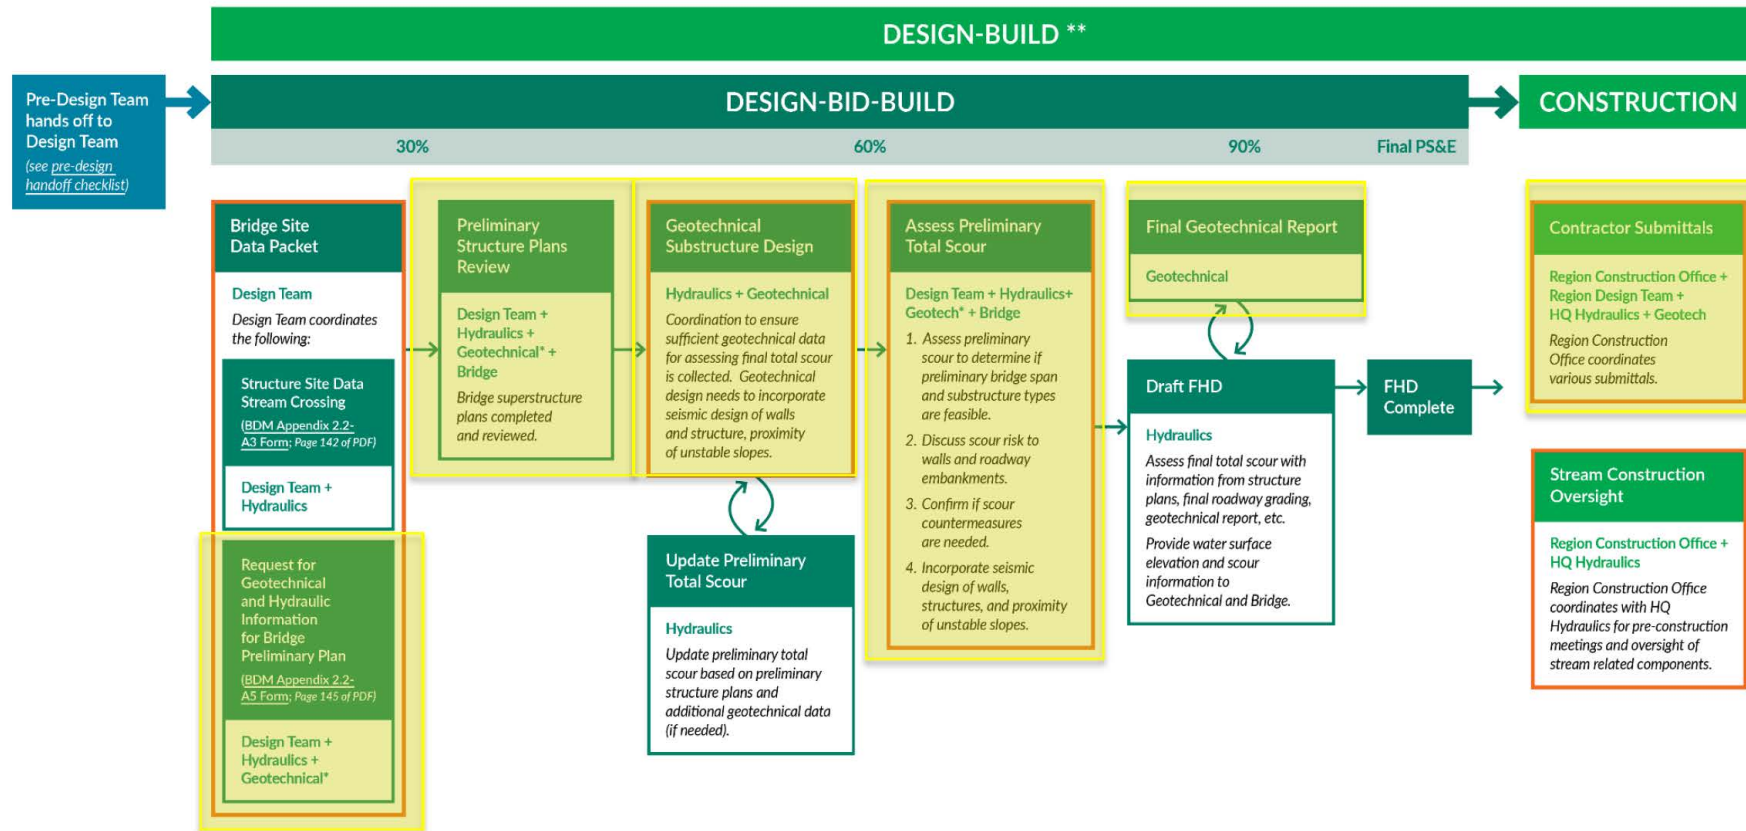 DESIGN-BUILD **
Pre-Design Team
hands off to
Design Team
(see pre-design
handoff checklist)
DESIGN-BID-BUILD
CONSTRUCTION
30%
60%
90%
Final PS&E
Bridge Site
Data Packet
Design Team
Design Team coordinates
the following:
Structure Site Data
Stream Crossing
(BDM Appendix 2.2-
A3 Form; Page 142 of PDF)
Design Team +
Hydraulics
Request for
Geotechnical
and Hydraulic
Information
for Bridge
Preliminary Plan
(BDM Appendix 2.2-
A5 Form; Page 145 of PDF)
Design Team +
Hydraulics +
Geotechnical*
Preliminary
Structure Plans
Review
Design Team +
Hydraulics +
Geotechnical* +
Bridge
Bridge superstructure
plans completed
and reviewed.
Geotechnical
Substructure Design
Hydraulics + Geotechnical
Coordination to ensure
sufficient geotechnical data
for assessing final total scour
is collected. Geotechnical
design needs to incorporate
seismic design of walls
and structure, proximity
of unstable slopes.
Update Preliminary
Total Scour
Hydraulics
Update preliminary total
scour based on preliminary
structure plans and
additional geotechnical data
(if needed).
Assess Preliminary
Total Scour
Design Team + Hydraulics+
Geotech* + Bridge
1. Assess preliminary
scour to determine if
preliminary bridge span
and substructure types
are feasible.
2. Discuss scour risk to
walls and roadway
embankments.
3. Confirm if scour
countermeasures
are needed.
4. Incorporate seismic
design of walls,
structures, and proximity
of unstable slopes.
Final Geotechnical Report
Geotechnical
Draft FHD
Hydraulics
Assess final total scour with
information from structure
plans, final roadway grading,
geotechnical report, etc.
Provide water surface
elevation and scour
information to
Geotechnical and Bridge.
FHD
Complete
Contractor Submittals
Region Construction Office +
Region Design Team +
HQ Hydraulics + Geotech
Region Construction
Office coordinates
various submittals.
Stream Construction
Oversight
Region Construction Office +
HQ Hydraulics
Region Construction Office
coordinates with HQ
Hydraulics for pre-construction
meetings and oversight of
stream related components.